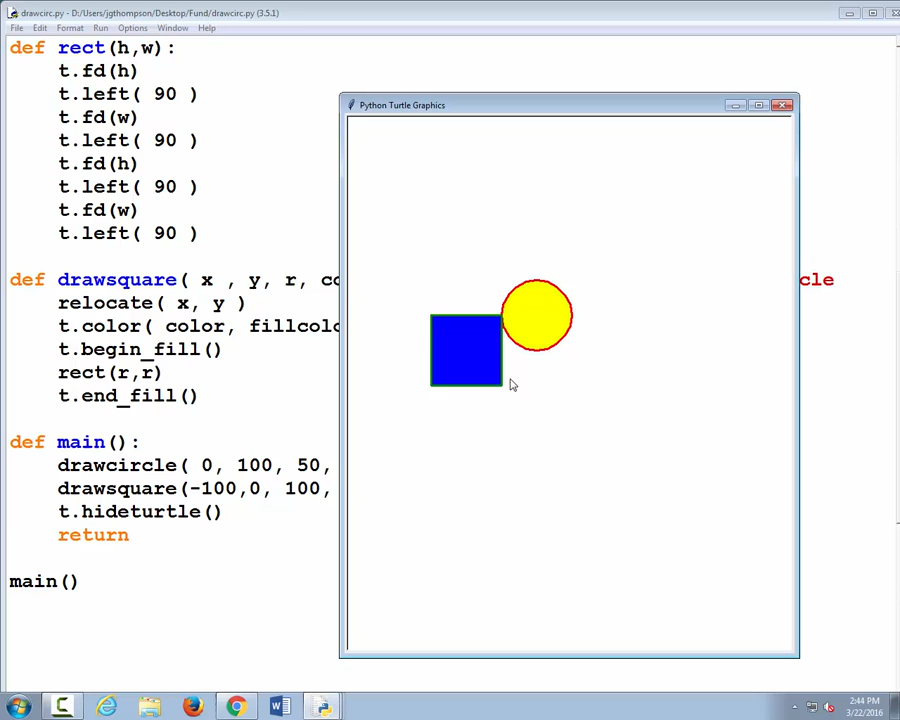 drawcirc.py - D:/Users/jgthompson/Desktop/Fund/drawcirc.py (3.5.1)
File Edit Format Run Options Window Help
def rect(h,w):
t.fd(h)
t.left( 90 )
t.fd(w)
t.left( 90 )
t.fd(h)
t.left( 90 )
t.fd(w)
t.left( 90 )
def drawsquare( x , y, r, co cle
relocate( x, y )
t.color( color, fillcolo
t.begin_fill()
rect(r,r)
t.end_fill()
def main():
drawcircle( 0, 100, 50,
drawsquare(-100,0, 100,
t.hideturtle()
return
main()
Python Turtle Graphics
2:44 PM
3/22/2016